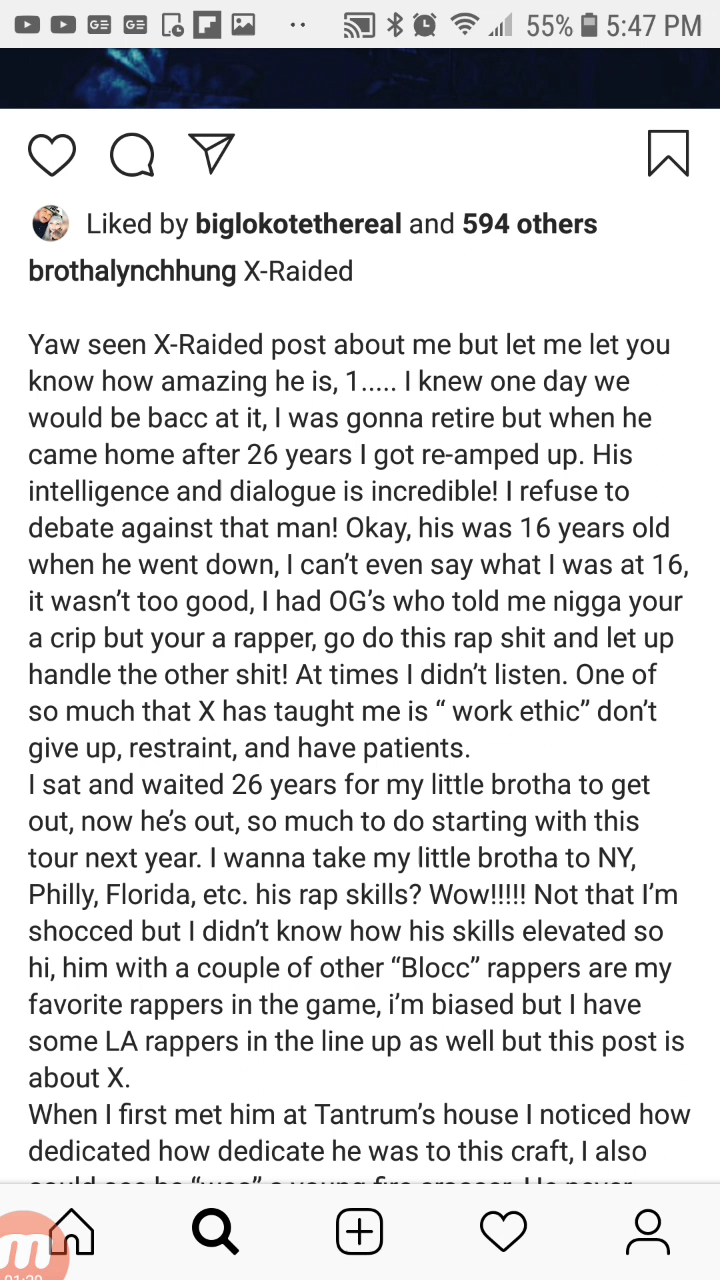 55% 5:47 PM
Liked by biglokotethereal and 594 others
brothalynchhung X-Raided
Yaw seen X-Raided post about me but let me let you
know how amazing he is, 1..... I knew one day we
would be bacc at it, I was gonna retire but when he
came home after 26 years I got re-amped up. His
intelligence and dialogue is incredible! I refuse to
debate against that man! Okay, his was 16 years old
when he went down, I can't even say what I was at 16,
it wasn't too good, I had OG's who told me nigga your
a crip but your a rapper, go do this rap shit and let up
handle the other shit! At times I didn't listen. One of
so much that X has taught me is “ work ethic” don't
give up, restraint, and have patients.
I sat and waited 26 years for my little brotha to get
out, now he's out, so much to do starting with this
tour next year. I wanna take my little brotha to NY,
Philly, Florida, etc. his rap skills? Wow!!!!! Not that I'm
shocced but I didn't know how his skills elevated so
hi, him with a couple of other “Blocc” rappers are my
favorite rappers in the game, i'm biased but I have
some LA rappers in the line up as well but this post is
about X.
When I first met him at Tantrum's house I noticed how
dedicated how dedicate he was to this craft, I also